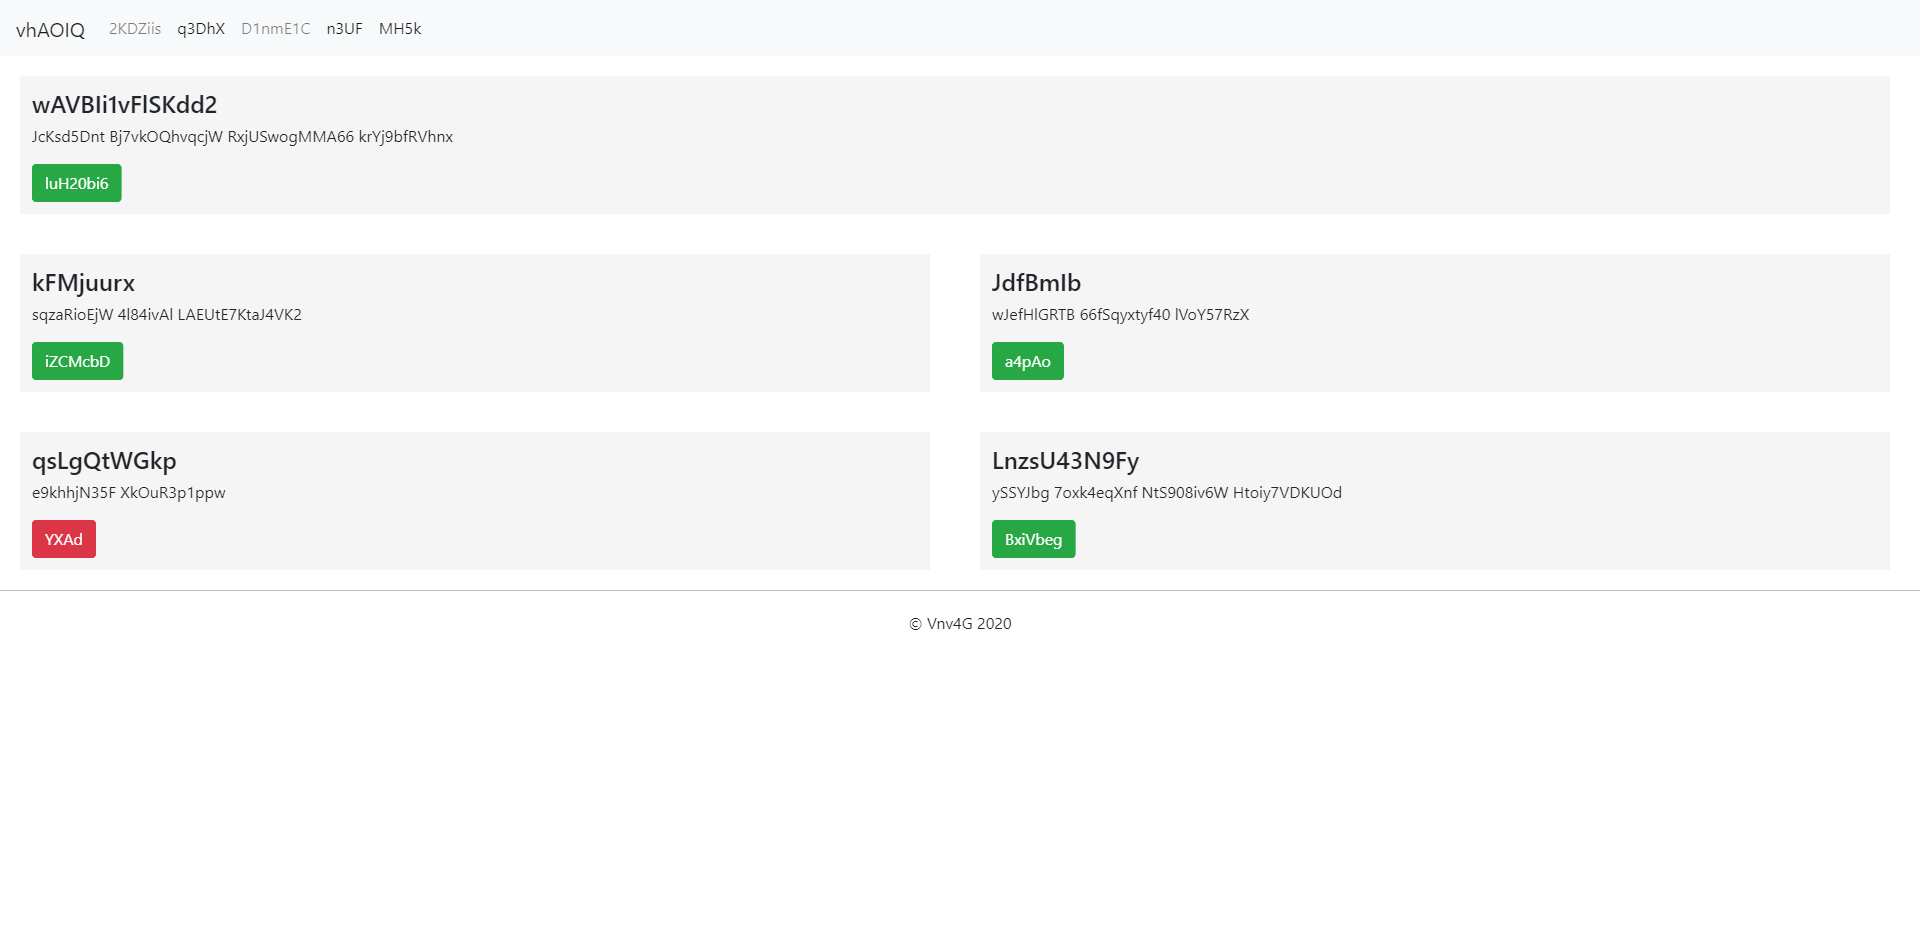 vhAOIQ 2KDZiis q3DhX D1nmE1C n3UF MH5k
wAVBIi1vFlSKdd2
JcKsd5Dnt Bj7vkOQhvqcjW RxjUSwogMMA66 krYj9bfRVhnx
luH20bi6
kFMjuurx
sqzaRioEjW 4l84ivAl LAEUtE7KtaJ4VK2
iZCMcbD
JdfBmIb
wJefHlGRTB 66fSqyxtyf40 lVoY57RzX
a4pAo
qsLgQtWGkp
e9khhjN35F XkOuR3p1ppw
YXAd
LnzsU43N9Fy
ySSYJbg 7oxk4eqXnf NtS908iv6W Htoiy7VDKUOd
BxiVbeg
© Vnv4G 2020